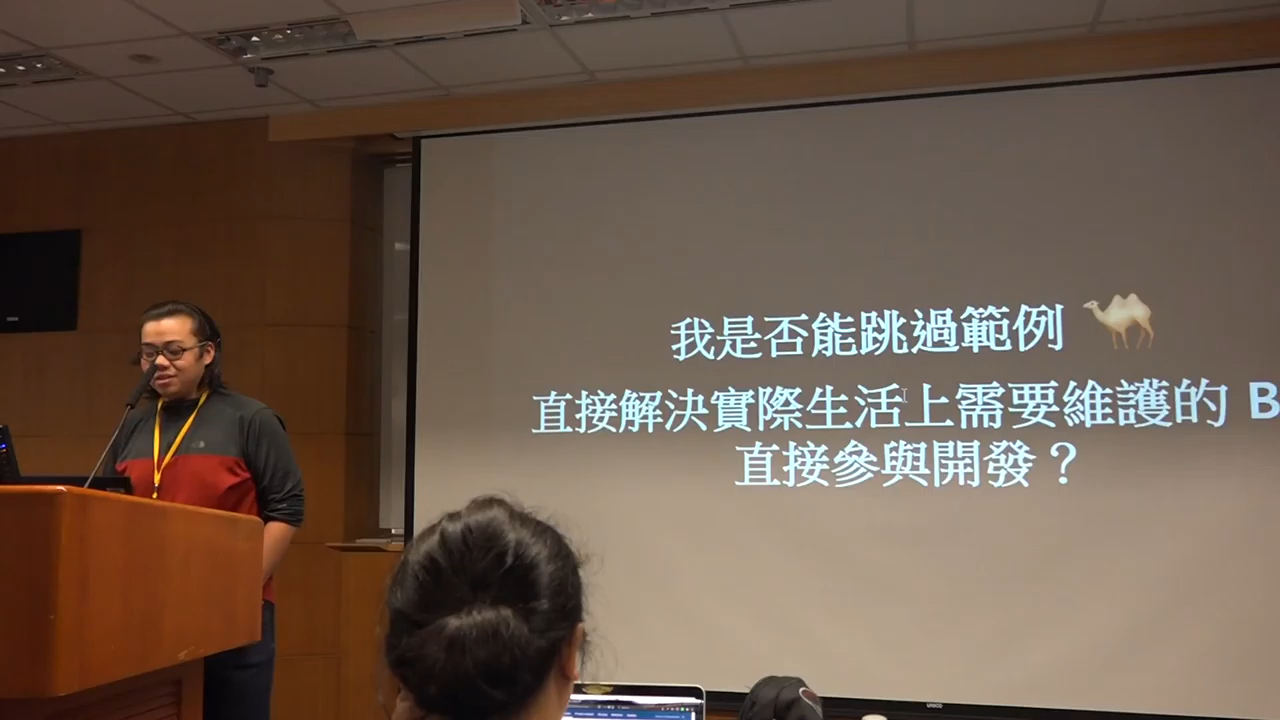 我是否能跳過範例
直接解決實際生活上需要維護的 B
直接參與開發？